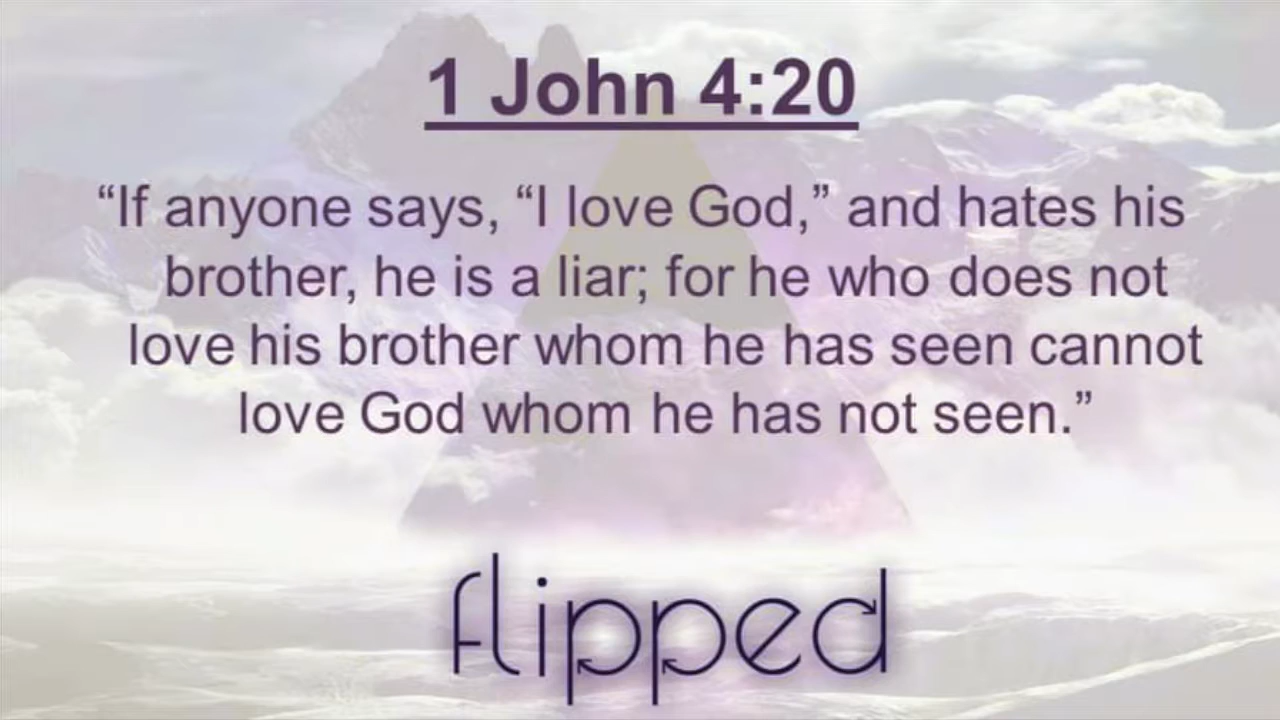 1 John 4:20
“If anyone says, “I love God,” and hates his
brother, he is a liar; for he who does not
love his brother whom he has seen cannot
love God whom he has not seen.”
flipped